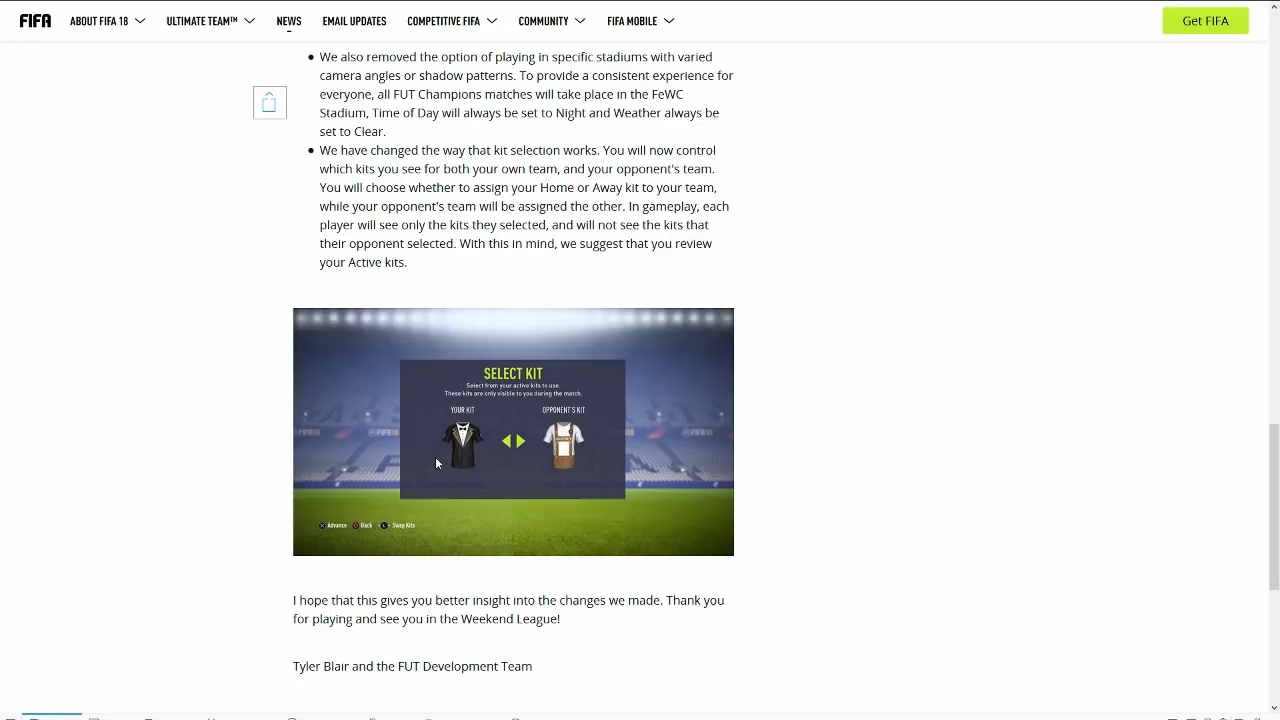 FIFA ABOUT FIFA 18 ULTIMATE TEAM™ NEWS EMAIL UPDATES COMPETITIVE FIFA COMMUNITY FIFA MOBILE Get FIFA
We also removed the option of playing in specific stadiums with varied
camera angles or shadow patterns. To provide a consistent experience for
everyone, all FUT Champions matches will take place in the FeWC
Stadium, Time of Day will always be set to Night and Weather always be
set to Clear.
We have changed the way that kit selection works. You will now control
which kits you see for both your own team, and your opponent's team.
You will choose whether to assign your Home or Away kit to your team,
while your opponent's team will be assigned the other. In gameplay, each
player will see only the kits they selected, and will not see the kits that
their opponent selected. With this in mind, we suggest that you review
your Active kits.
SELECT KIT
Select from your active kits to use.
These kits are only visible to you during the match.
YOUR KIT OPPONENT'S KIT
Advance Back Swap Kits
I hope that this gives you better insight into the changes we made. Thank you
for playing and see you in the Weekend League!
Tyler Blair and the FUT Development Team